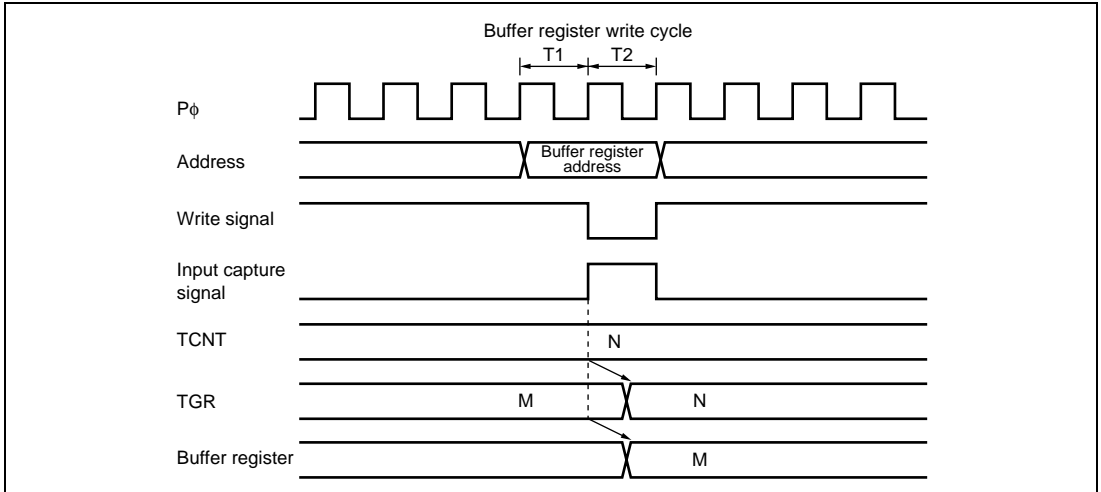 Buffer register write cycle
T1 T2
Pϕ
Address
Buffer register
address
Write signal
Input capture
signal
TCNT
N
TGR
M
N
Buffer register
M